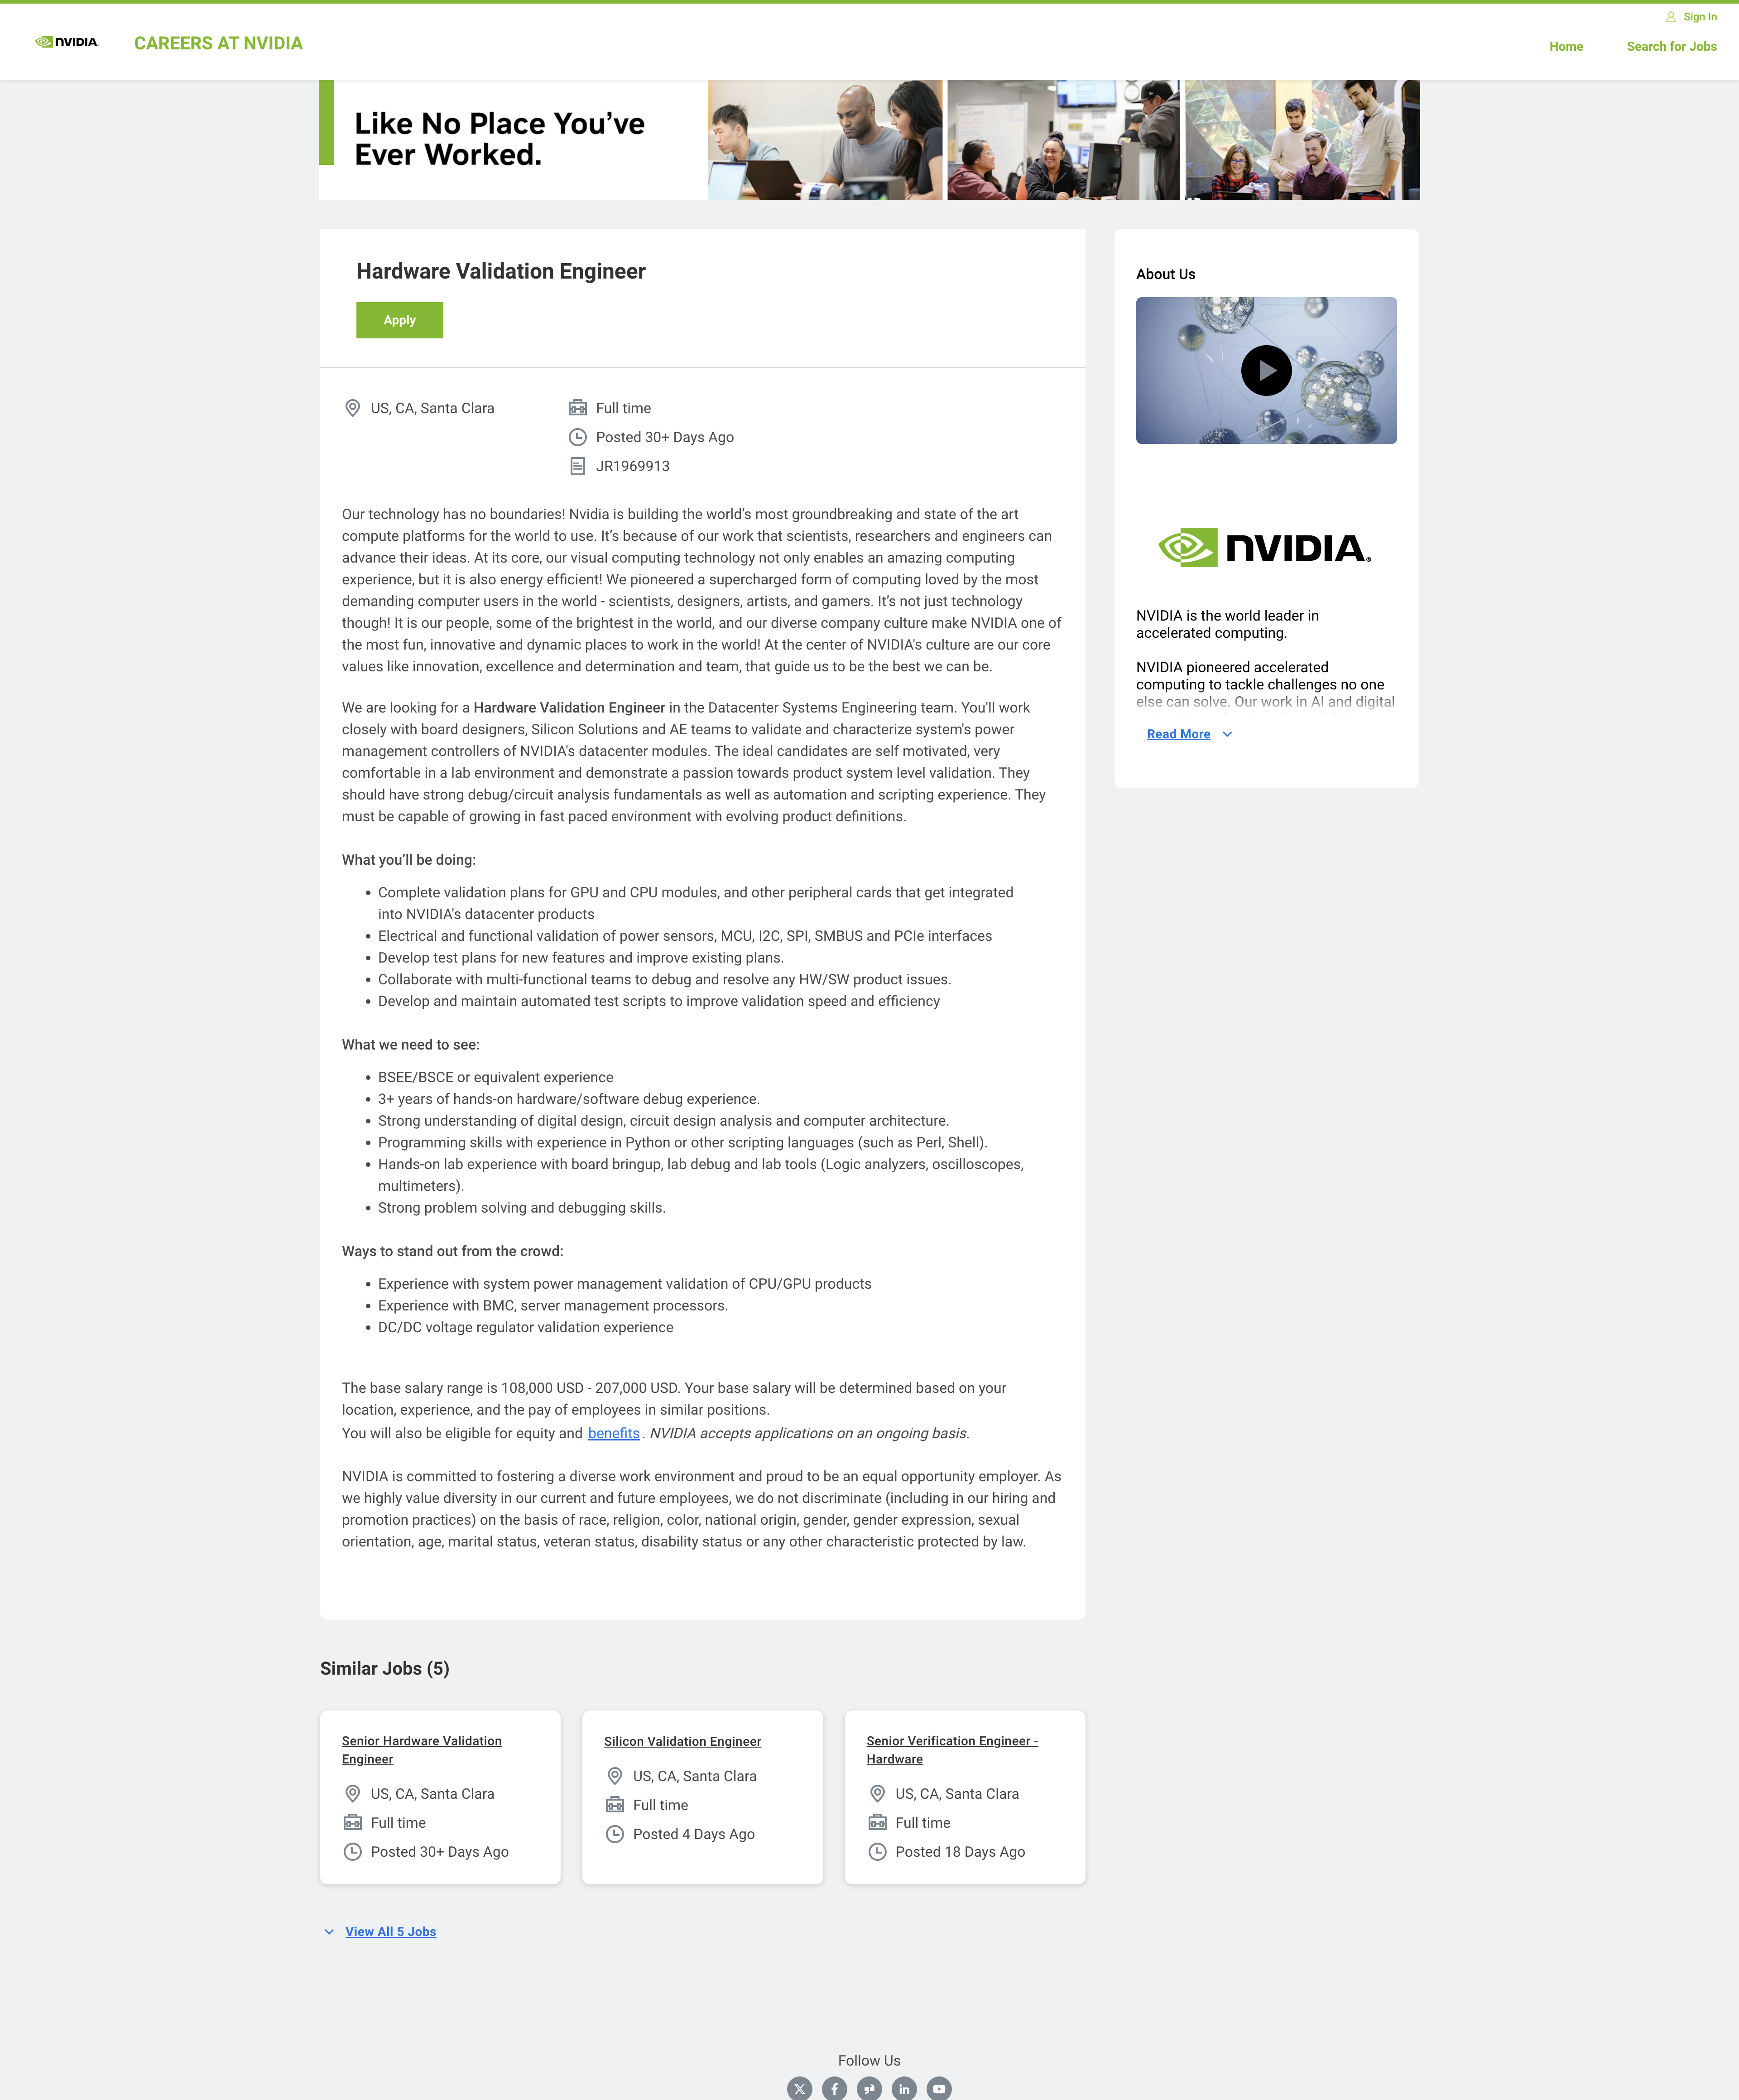 Sign In
NVIDIA.
CAREERS AT NVIDIA
Home
Search for Jobs
Like No Place You’ve
Ever Worked.
Hardware Validation Engineer
Apply
US, CA, Santa Clara
Full time
Posted 30+ Days Ago
JR1969913
Our technology has no boundaries! Nvidia is building the world’s most groundbreaking and state of the art
compute platforms for the world to use. It’s because of our work that scientists, researchers and engineers can
advance their ideas. At its core, our visual computing technology not only enables an amazing computing
experience, but it is also energy efficient! We pioneered a supercharged form of computing loved by the most
demanding computer users in the world - scientists, designers, artists, and gamers. It’s not just technology
though! It is our people, some of the brightest in the world, and our diverse company culture make NVIDIA one of
the most fun, innovative and dynamic places to work in the world! At the center of NVIDIA's culture are our core
values like innovation, excellence and determination and team, that guide us to be the best we can be.
We are looking for a Hardware Validation Engineer in the Datacenter Systems Engineering team. You'll work
closely with board designers, Silicon Solutions and AE teams to validate and characterize system's power
management controllers of NVIDIA's datacenter modules. The ideal candidates are self motivated, very
comfortable in a lab environment and demonstrate a passion towards product system level validation. They
should have strong debug/circuit analysis fundamentals as well as automation and scripting experience. They
must be capable of growing in fast paced environment with evolving product definitions.
What you’ll be doing:
• Complete validation plans for GPU and CPU modules, and other peripheral cards that get integrated
into NVIDIA's datacenter products
• Electrical and functional validation of power sensors, MCU, I2C, SPI, SMBUS and PCIe interfaces
• Develop test plans for new features and improve existing plans.
• Collaborate with multi-functional teams to debug and resolve any HW/SW product issues.
• Develop and maintain automated test scripts to improve validation speed and efficiency
What we need to see:
• BSEE/BSCE or equivalent experience
• 3+ years of hands-on hardware/software debug experience.
• Strong understanding of digital design, circuit design analysis and computer architecture.
• Programming skills with experience in Python or other scripting languages (such as Perl, Shell).
• Hands-on lab experience with board bringup, lab debug and lab tools (Logic analyzers, oscilloscopes,
multimeters).
• Strong problem solving and debugging skills.
Ways to stand out from the crowd:
• Experience with system power management validation of CPU/GPU products
• Experience with BMC, server management processors.
• DC/DC voltage regulator validation experience
The base salary range is 108,000 USD - 207,000 USD. Your base salary will be determined based on your
location, experience, and the pay of employees in similar positions.
You will also be eligible for equity and benefits. NVIDIA accepts applications on an ongoing basis.
NVIDIA is committed to fostering a diverse work environment and proud to be an equal opportunity employer. As
we highly value diversity in our current and future employees, we do not discriminate (including in our hiring and
promotion practices) on the basis of race, religion, color, national origin, gender, gender expression, sexual
orientation, age, marital status, veteran status, disability status or any other characteristic protected by law.
About Us
NVIDIA®
NVIDIA is the world leader in
accelerated computing.
NVIDIA pioneered accelerated
computing to tackle challenges no one
else can solve. Our work in AI and digital
Read More
Similar Jobs (5)
Senior Hardware Validation
Engineer
US, CA, Santa Clara
Full time
Posted 30+ Days Ago
Silicon Validation Engineer
US, CA, Santa Clara
Full time
Posted 4 Days Ago
Senior Verification Engineer -
Hardware
US, CA, Santa Clara
Full time
Posted 18 Days Ago
View All 5 Jobs
Follow Us